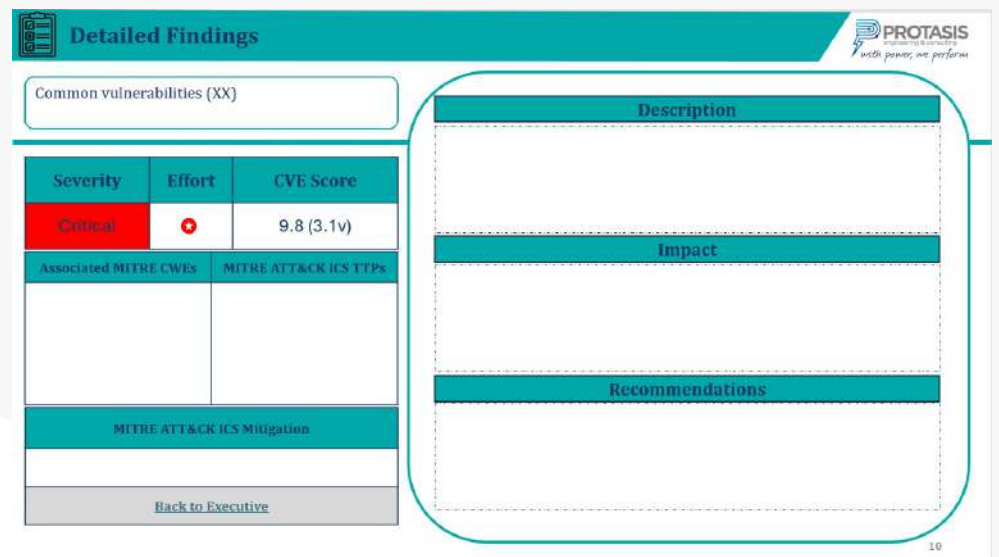 Detailed Findings
PROTASIS
engineering & consulting
with power, we perform
Common vulnerabilities (XX)
Severity Effort CVE Score
Critical 9.8 (3.1v)
Associated MITRE CWEs MITRE ATT&CK ICS TTPs
MITRE ATT&CK ICS Mitigation
Back to Executive
Description
Impact
Recommendations
10